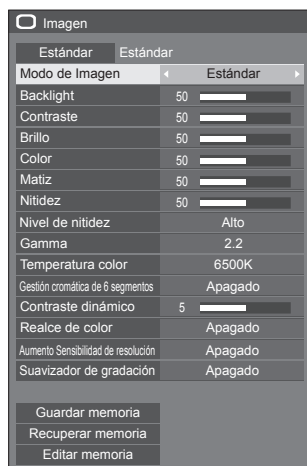 Imagen
Estándar Estándar
Modo de Imagen Estándar
Backlight 50
Contraste 50
Brillo 50
Color 50
Matiz 50
Nitidez 50
Nivel de nitidez Alto
Gamma 2.2
Temperatura color 6500K
Gestión cromática de 6 segmentos Apagado
Contraste dinámico 5
Realce de color Apagado
Aumento Sensibilidad de resolución Apagado
Suavizador de gradación Apagado
Guardar memoria
Recuperar memoria
Editar memoria